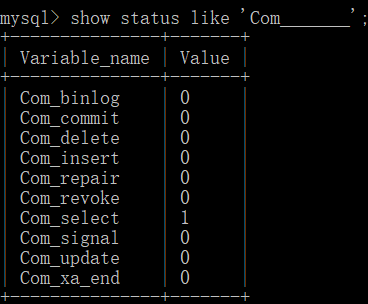 mysql> show status like 'Com_______';
+---------------+-------+
| Variable_name | Value |
+---------------+-------+
| Com_binlog    | 0     |
| Com_commit    | 0     |
| Com_delete    | 0     |
| Com_insert    | 0     |
| Com_repair    | 0     |
| Com_revoke    | 0     |
| Com_select    | 1     |
| Com_signal    | 0     |
| Com_update    | 0     |
| Com_xa_end    | 0     |
+---------------+-------+